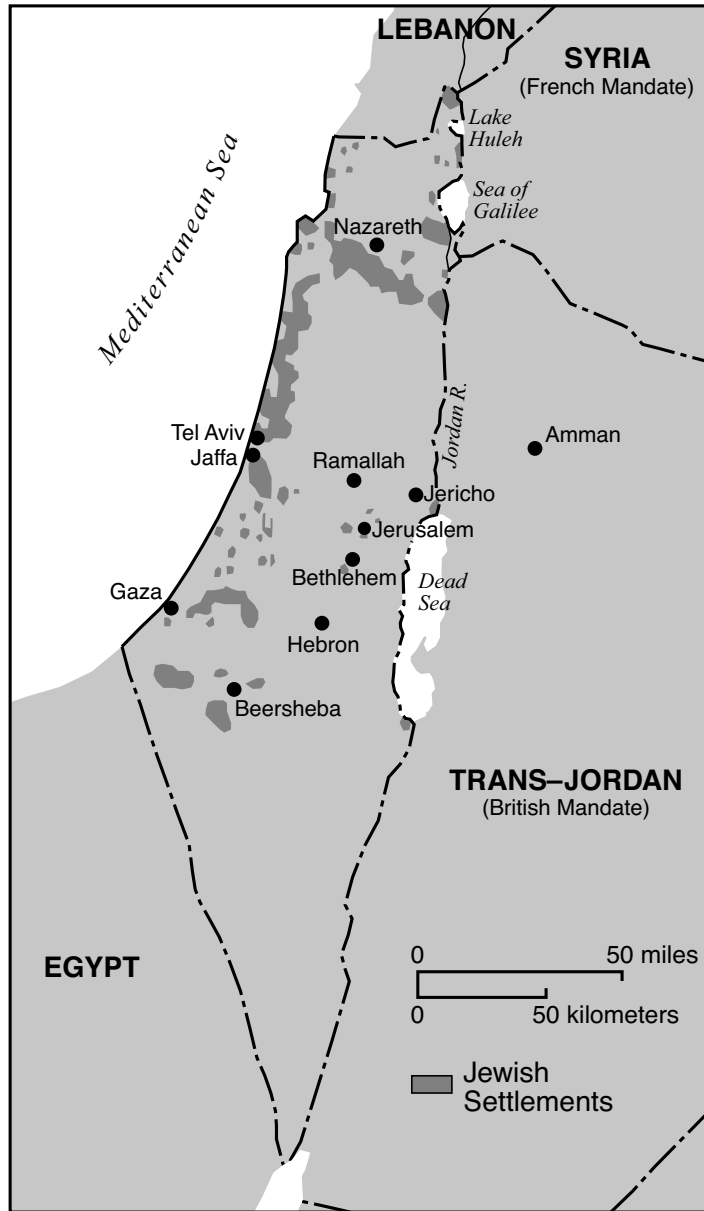 LEBANON
SYRIA
(French Mandate)
Lake
Huleh
Sea of
Galilee
Mediterranean Sea
Nazareth
Tel Aviv
Jaffa
Ramallah
Jordan R.
Amman
Jericho
Jerusalem
Bethlehem
Dead
Sea
Gaza
Hebron
Beersheba
TRANS–JORDAN
(British Mandate)
EGYPT
0 50 miles
0 50 kilometers
Jewish
Settlements